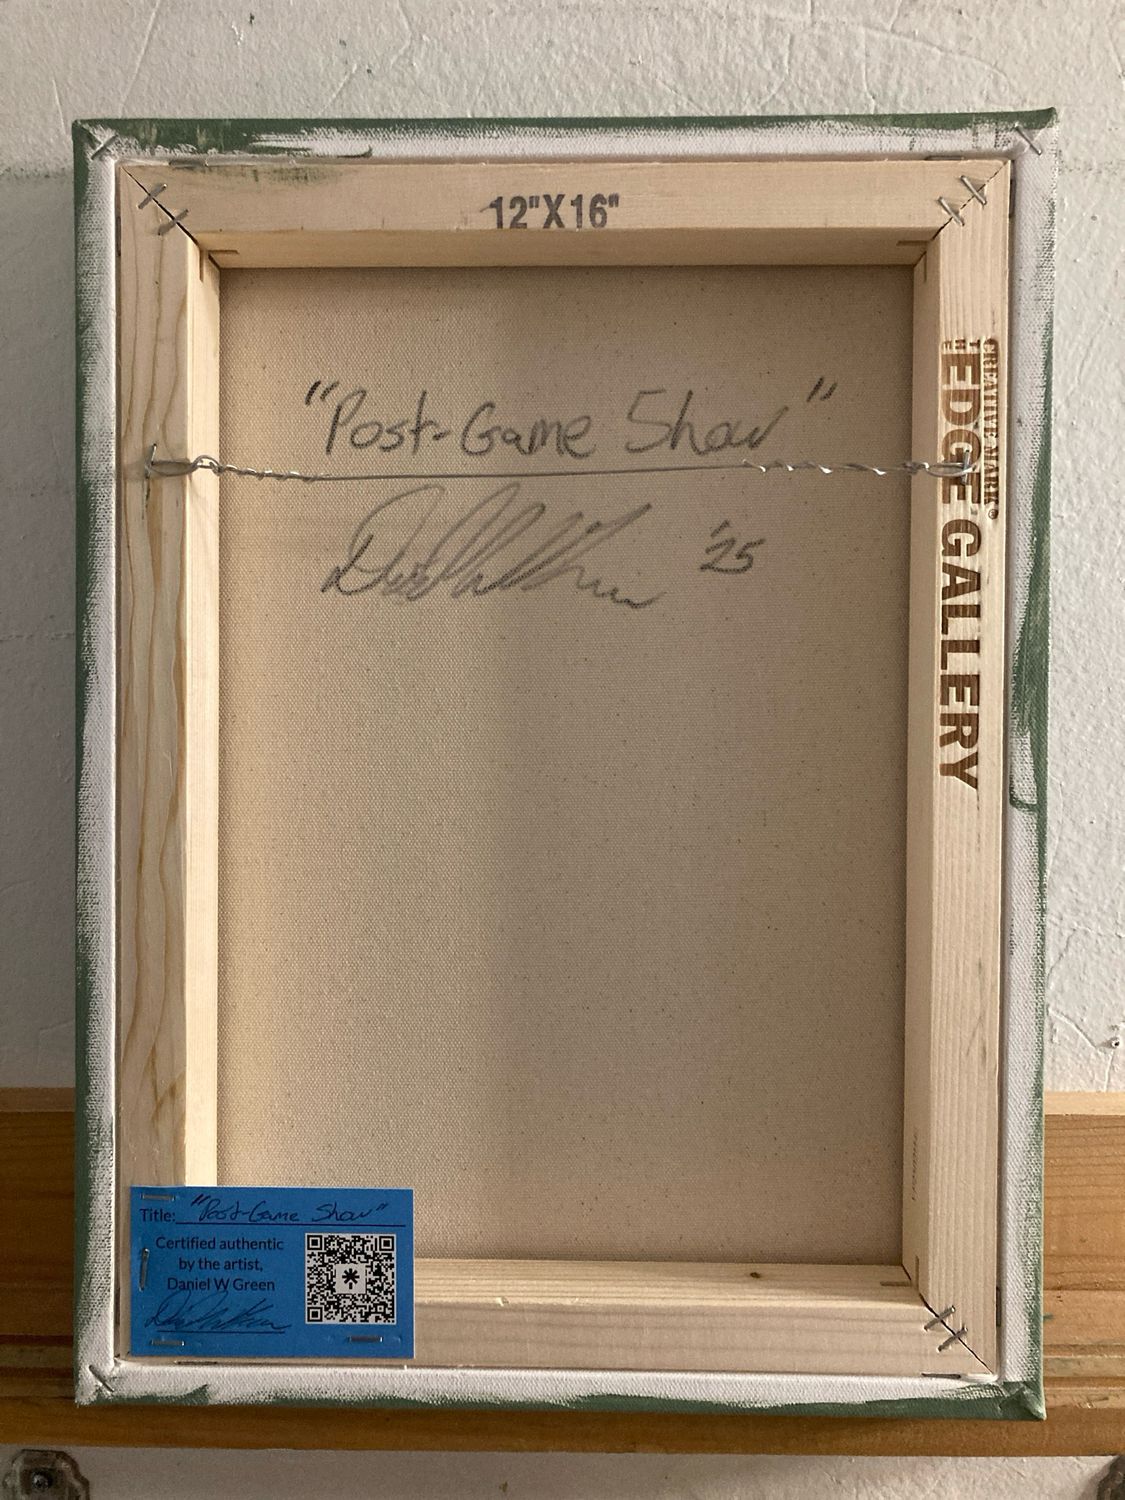 12"X16"
"Post-Game Show"
'25
CREATIVE MARK®
THE
EDGE GALLERY
Title: "Post-Game Show"
Certified authentic
by the artist,
Daniel W Green